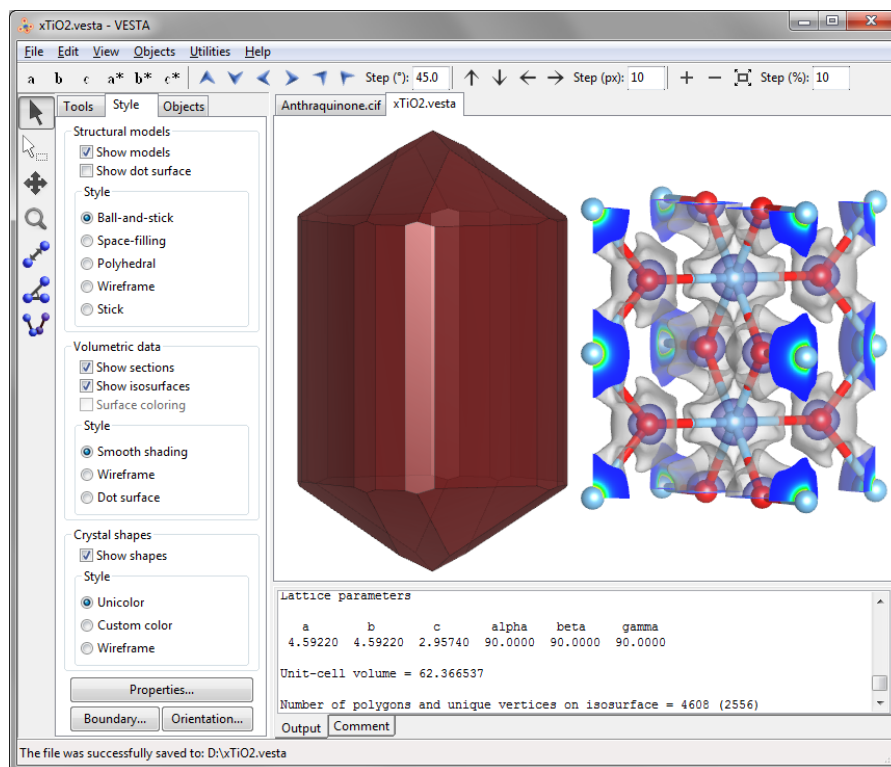 xTiO2.vesta - VESTA
File Edit View Objects Utilities Help
a b c a* b* c* Step (°): 45.0 Step (px): 10 Step (%): 10
Tools Style Objects
Anthraquinone.cif xTiO2.vesta
Structural models
Show models
Show dot surface
Style
Ball-and-stick
Space-filling
Polyhedral
Wireframe
Stick
Volumetric data
Show sections
Show isosurfaces
Surface coloring
Style
Smooth shading
Wireframe
Dot surface
Crystal shapes
Show shapes
Style
Unicolor
Custom color
Wireframe
Properties...
Boundary... Orientation...
Lattice parameters
a b c alpha beta gamma
4.59220 4.59220 2.95740 90.0000 90.0000 90.0000
Unit-cell volume = 62.366537
Number of polygons and unique vertices on isosurface = 4608 (2556)
Output Comment
The file was successfully saved to: D:\xTiO2.vesta